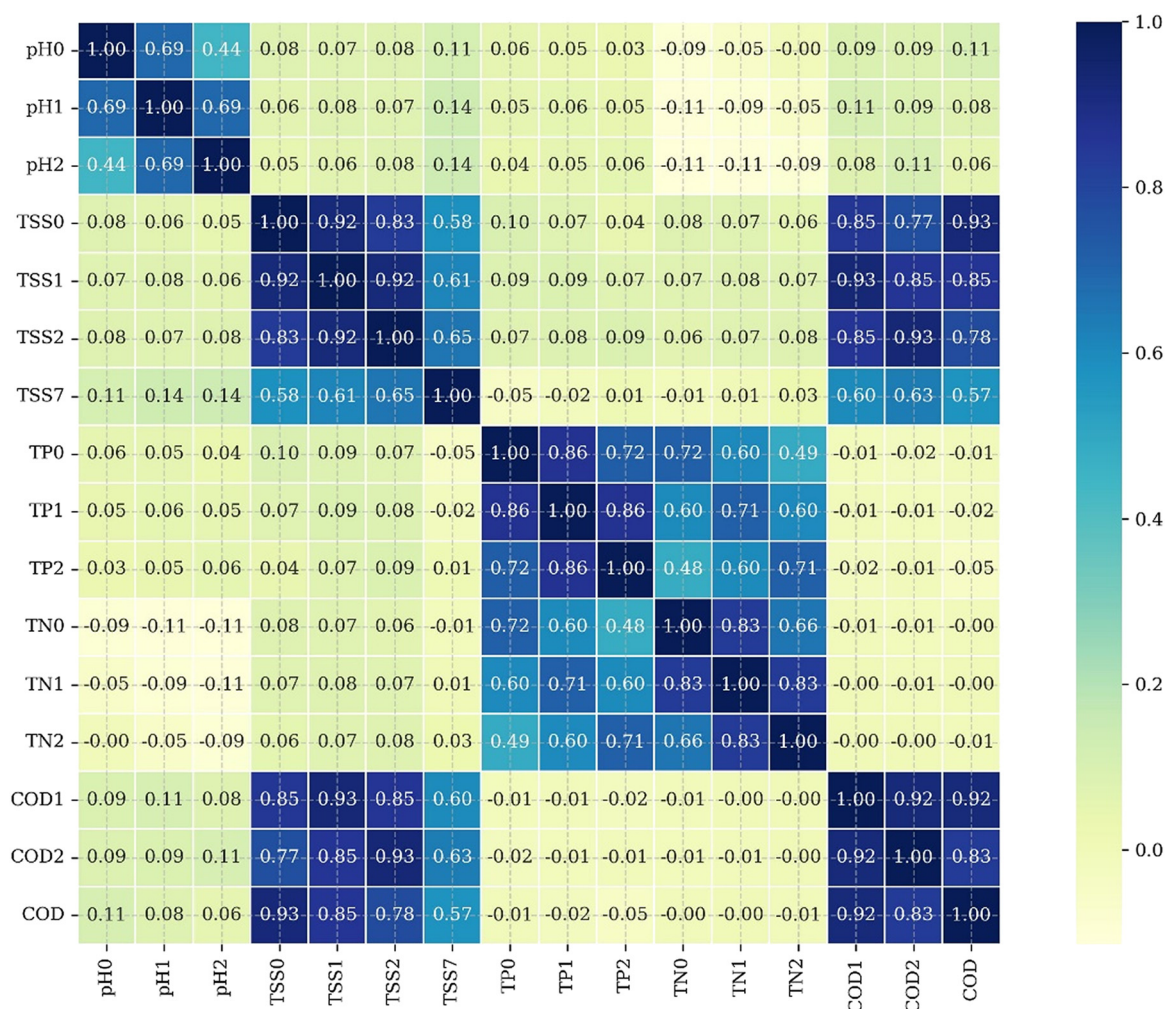 pH0 1.00 0.69 0.44 0.08 0.07 0.08 0.11 0.06 0.05 0.03 -0.09 -0.05 -0.00 0.09 0.09 0.11
pH1 0.69 1.00 0.69 0.06 0.08 0.07 0.14 0.05 0.06 0.05 -0.11 -0.09 -0.05 0.11 0.09 0.08
pH2 0.44 0.69 1.00 0.05 0.06 0.08 0.14 0.04 0.05 0.06 -0.11 -0.11 -0.09 0.08 0.11 0.06
TSS0 0.08 0.06 0.05 1.00 0.92 0.83 0.58 0.10 0.07 0.04 0.08 0.07 0.06 0.85 0.77 0.93
TSS1 0.07 0.08 0.06 0.92 1.00 0.92 0.61 0.09 0.09 0.07 0.07 0.08 0.07 0.93 0.85 0.85
TSS2 0.08 0.07 0.08 0.83 0.92 1.00 0.65 0.07 0.08 0.09 0.06 0.07 0.08 0.85 0.93 0.78
TSS7 0.11 0.14 0.14 0.58 0.61 0.65 1.00 -0.05 -0.02 0.01 -0.01 0.01 0.03 0.60 0.63 0.57
TP0 0.06 0.05 0.04 0.10 0.09 0.07 -0.05 1.00 0.86 0.72 0.72 0.60 0.49 -0.01 -0.02 -0.01
TP1 0.05 0.06 0.05 0.07 0.09 0.08 -0.02 0.86 1.00 0.86 0.60 0.71 0.60 -0.01 -0.01 -0.02
TP2 0.03 0.05 0.06 0.04 0.07 0.09 0.01 0.72 0.86 1.00 0.48 0.60 0.71 -0.02 -0.01 -0.05
TN0 -0.09 -0.11 -0.11 0.08 0.07 0.06 -0.01 0.72 0.60 0.48 1.00 0.83 0.66 -0.01 -0.01 -0.00
TN1 -0.05 -0.09 -0.11 0.07 0.08 0.07 0.01 0.60 0.71 0.60 0.83 1.00 0.83 -0.00 -0.01 -0.00
TN2 -0.00 -0.05 -0.09 0.06 0.07 0.08 0.03 0.49 0.60 0.71 0.66 0.83 1.00 -0.00 -0.00 -0.01
COD1 0.09 0.11 0.08 0.85 0.93 0.85 0.60 -0.01 -0.01 -0.02 -0.01 -0.00 -0.00 1.00 0.92 0.92
COD2 0.09 0.09 0.11 0.77 0.85 0.93 0.63 -0.02 -0.01 -0.01 -0.01 -0.01 -0.00 0.92 1.00 0.83
COD 0.11 0.08 0.06 0.93 0.85 0.78 0.57 -0.01 -0.02 -0.05 -0.00 -0.00 -0.01 0.92 0.83 1.00
pH0 pH1 pH2 TSS0 TSS1 TSS2 TSS7 TP0 TP1 TP2 TN0 TN1 TN2 COD1 COD2 COD
1.0
0.8
0.6
0.4
0.2
0.0